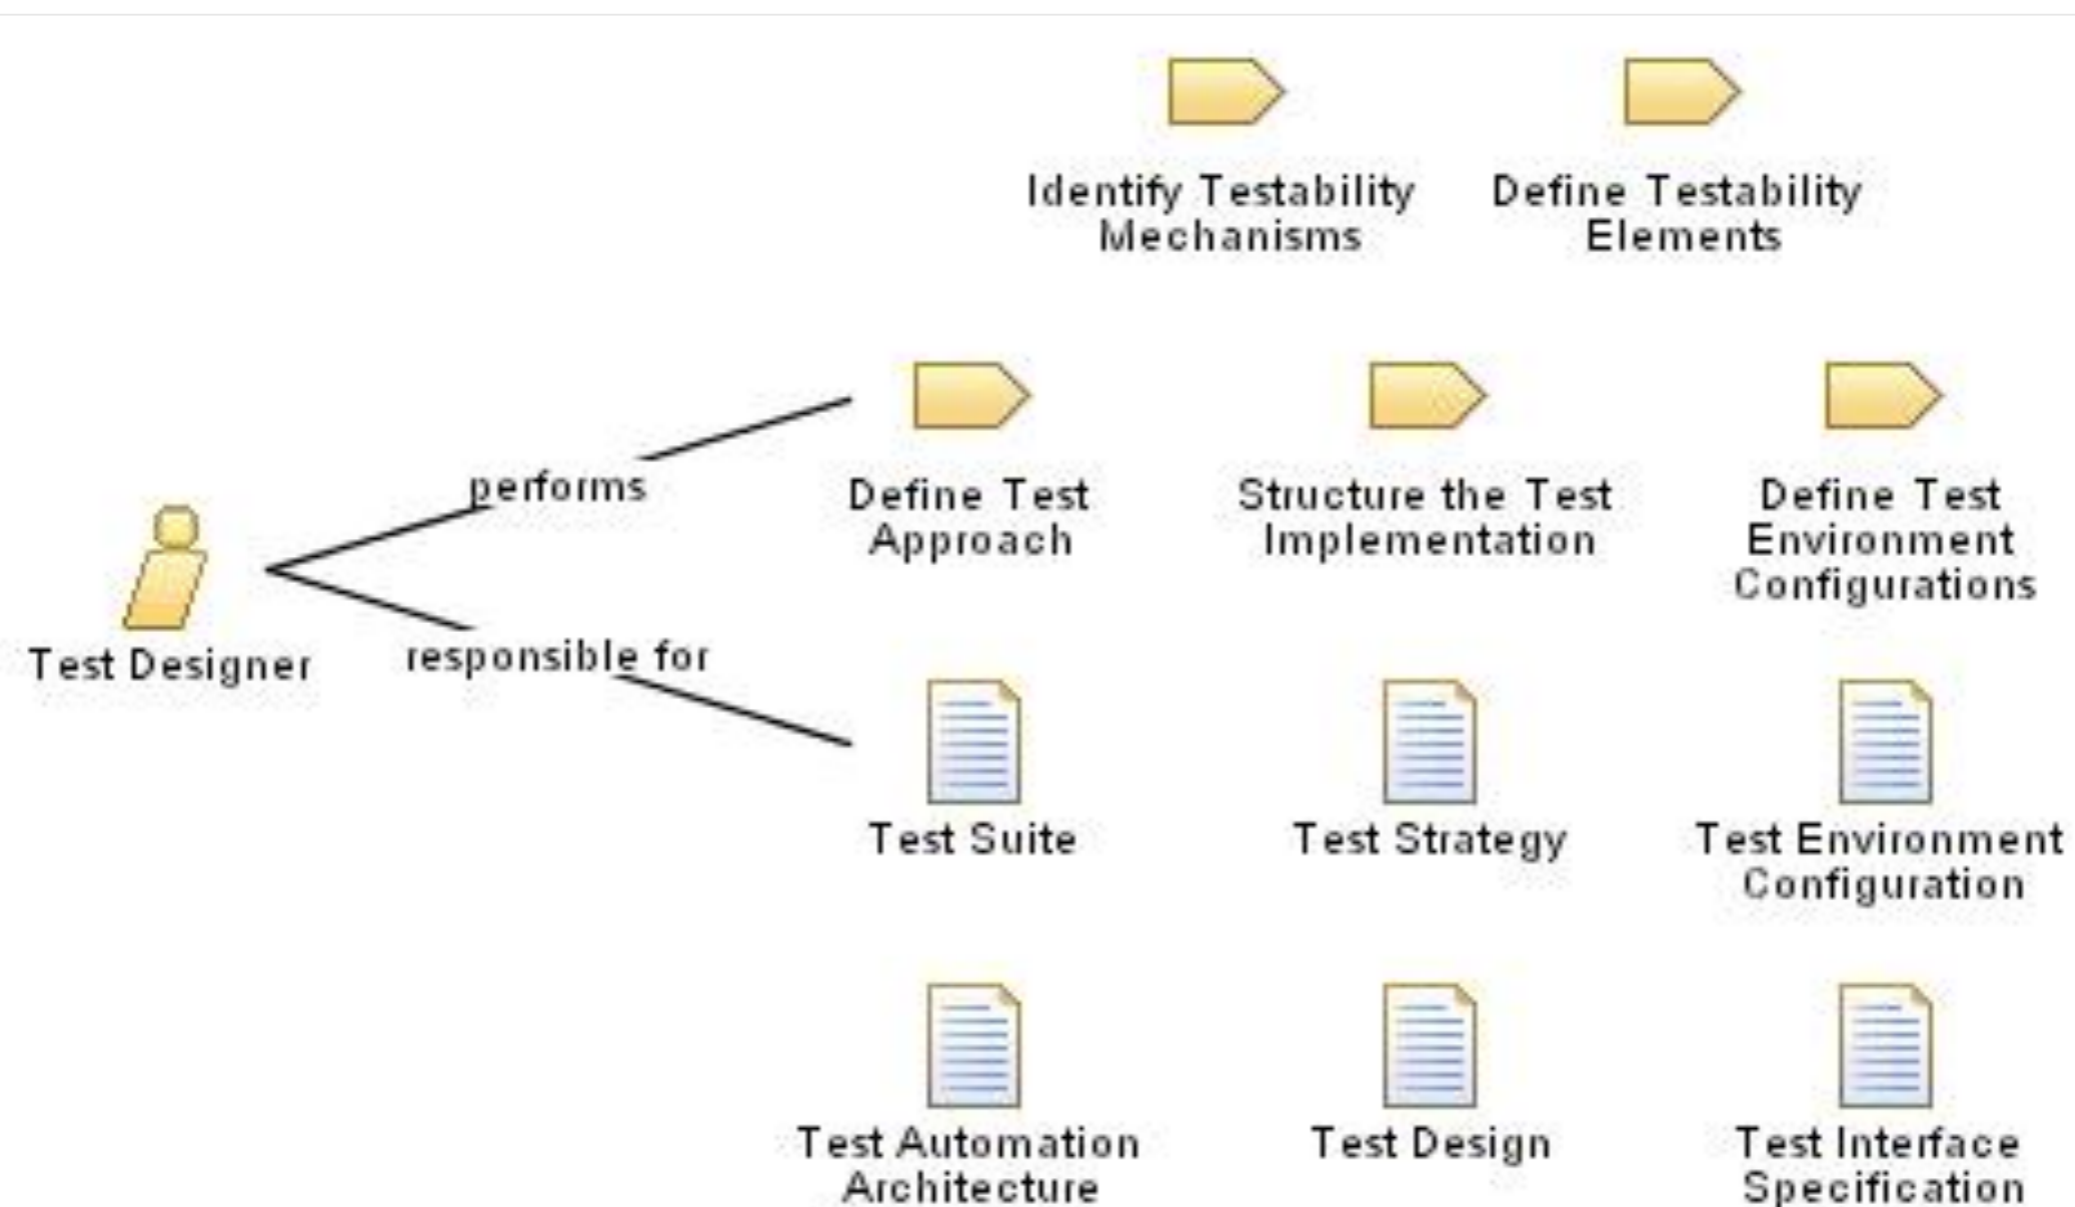 Identify Testability
Mechanisms
Define Testability
Elements
performs
Define Test
Approach
Structure the Test
Implementation
Define Test
Environment
Configurations
Test Designer
responsible for
Test Suite
Test Strategy
Test Environment
Configuration
Test Automation
Architecture
Test Design
Test Interface
Specification